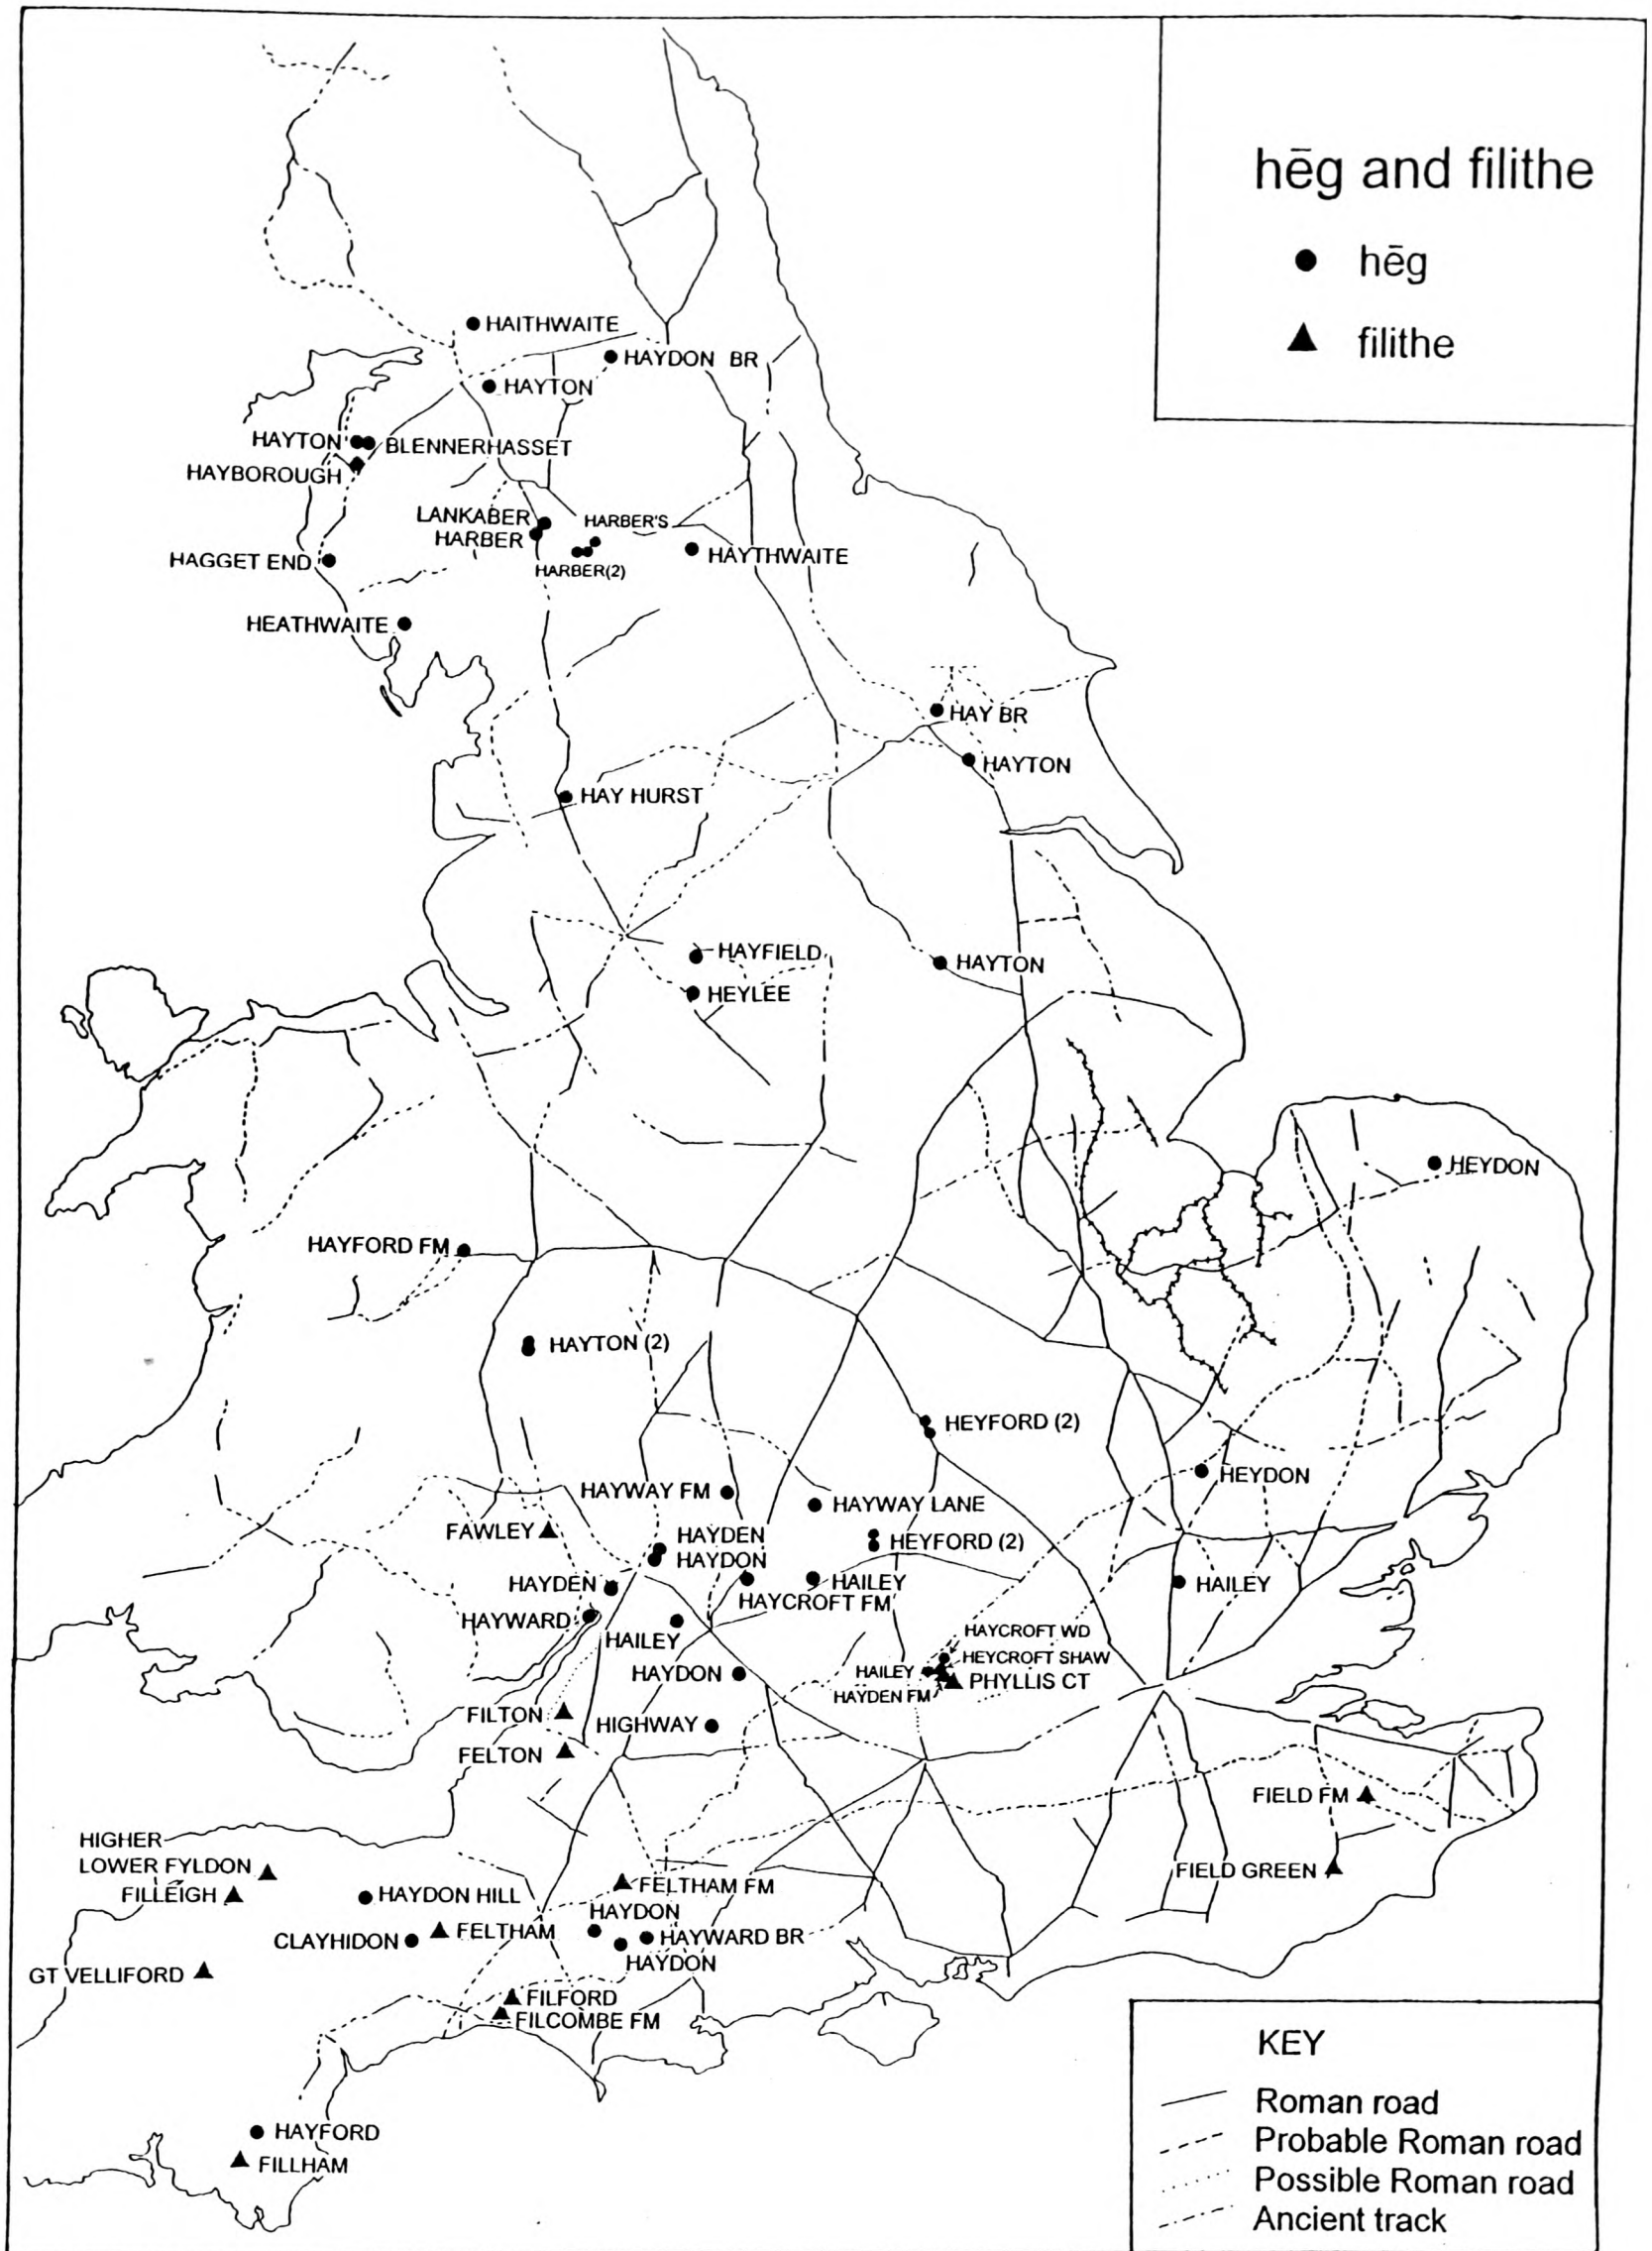 hēg and filithe
hēg
filithe
HAITHWAITE
HAYDON BR
HAYTON
HAYTON
BLENNERHASSET
HAYBOROUGH
LANKABER
HARBER
HARBER'S
HARBER(2)
HAYTHWAITE
HAGGET END
HEATHWAITE
HAY BR
HAYTON
HAY HURST
HAYFIELD
HAYTON
HEYLEE
HEYDON
HAYFORD FM
HAYTON (2)
HEYFORD (2)
HEYDON
HAYWAY FM
HAYWAY LANE
FAWLEY
HAYDEN
HAYDON
HEYFORD (2)
HAYDEN
HAILEY
HAILEY
HAYCROFT FM
HAYWARD
HAILEY
HAYCROFT WD
HEYCROFT SHAW
HAILEY
PHYLLIS CT
HAYDEN FM
HAYDON
FILTON
HIGHWAY
FELTON
FIELD FM
HIGHER
LOWER FYLDON
FILLEIGH
FIELD GREEN
HAYDON HILL
FELTHAM FM
HAYDON
CLAYHIDON
FELTHAM
HAYWARD BR
HAYDON
GT VELLIFORD
FILFORD
FILCOMBE FM
HAYFORD
FILLHAM
KEY
Roman road
Probable Roman road
Possible Roman road
Ancient track